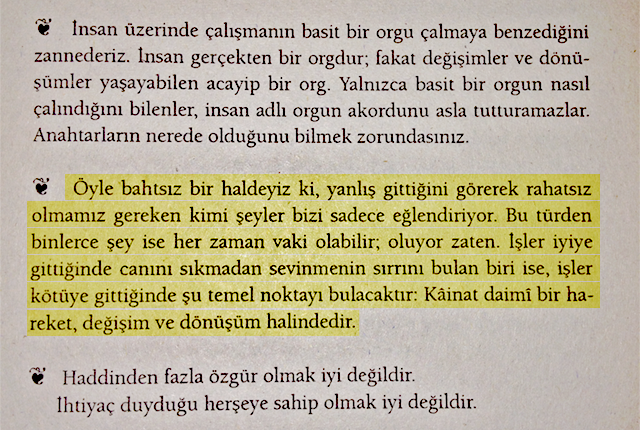 İnsan üzerinde çalışmanın basit bir orgu çalmaya benzediğini
zannederiz. İnsan gerçekten bir orgdur; fakat değişimler ve dönü-
şümler yaşayabilen acayip bir org. Yalnızca basit bir orgun nasıl
çalındığını bilenler, insan adlı orgun akordunu asla tutturamazlar.
Anahtarların nerede olduğunu bilmek zorundasınız.
Öyle bahtsız bir haldeyiz ki, yanlış gittiğini görerek rahatsız
olmamız gereken kimi şeyler bizi sadece eğlendiriyor. Bu türden
binlerce şey ise her zaman vaki olabilir; oluyor zaten. İşler iyiye
gittiğinde canını sıkmadan sevinmenin sırrını bulan biri ise, işler
kötüye gittiğinde şu temel noktayı bulacaktır: Kâinat daimî bir ha-
reket, değişim ve dönüşüm halindedir.
Haddinden fazla özgür olmak iyi değildir.
İhtiyaç duyduğu herşeye sahip olmak iyi değildir.